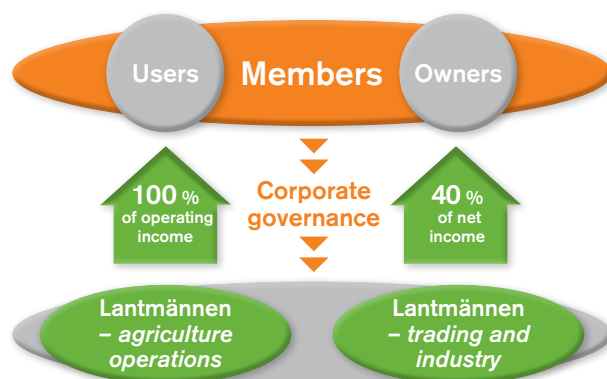 Users
Members
Owners
100 %
of operating
income
Corporate
governance
40 %
of net
income
Lantmännen
– agriculture
operations
Lantmännen
– trading and
industry